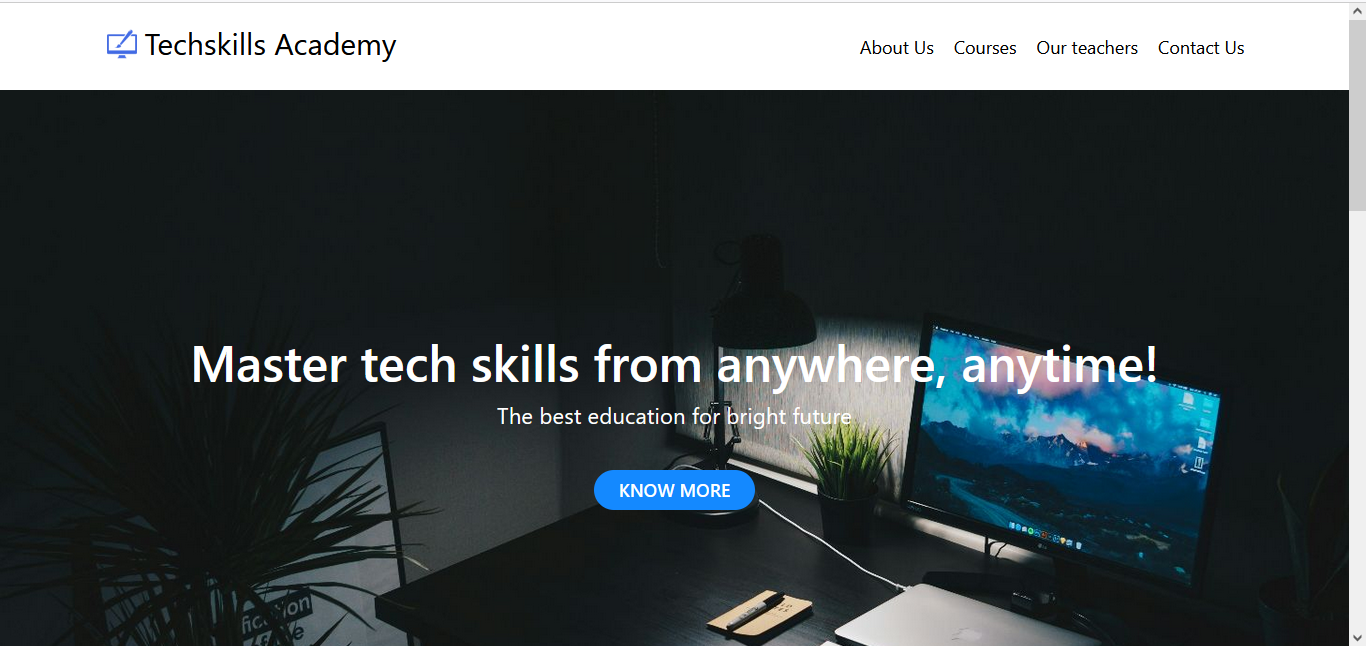 Techskills Academy
About Us Courses Our teachers Contact Us
Master tech skills from anywhere, anytime!
The best education for bright future
KNOW MORE